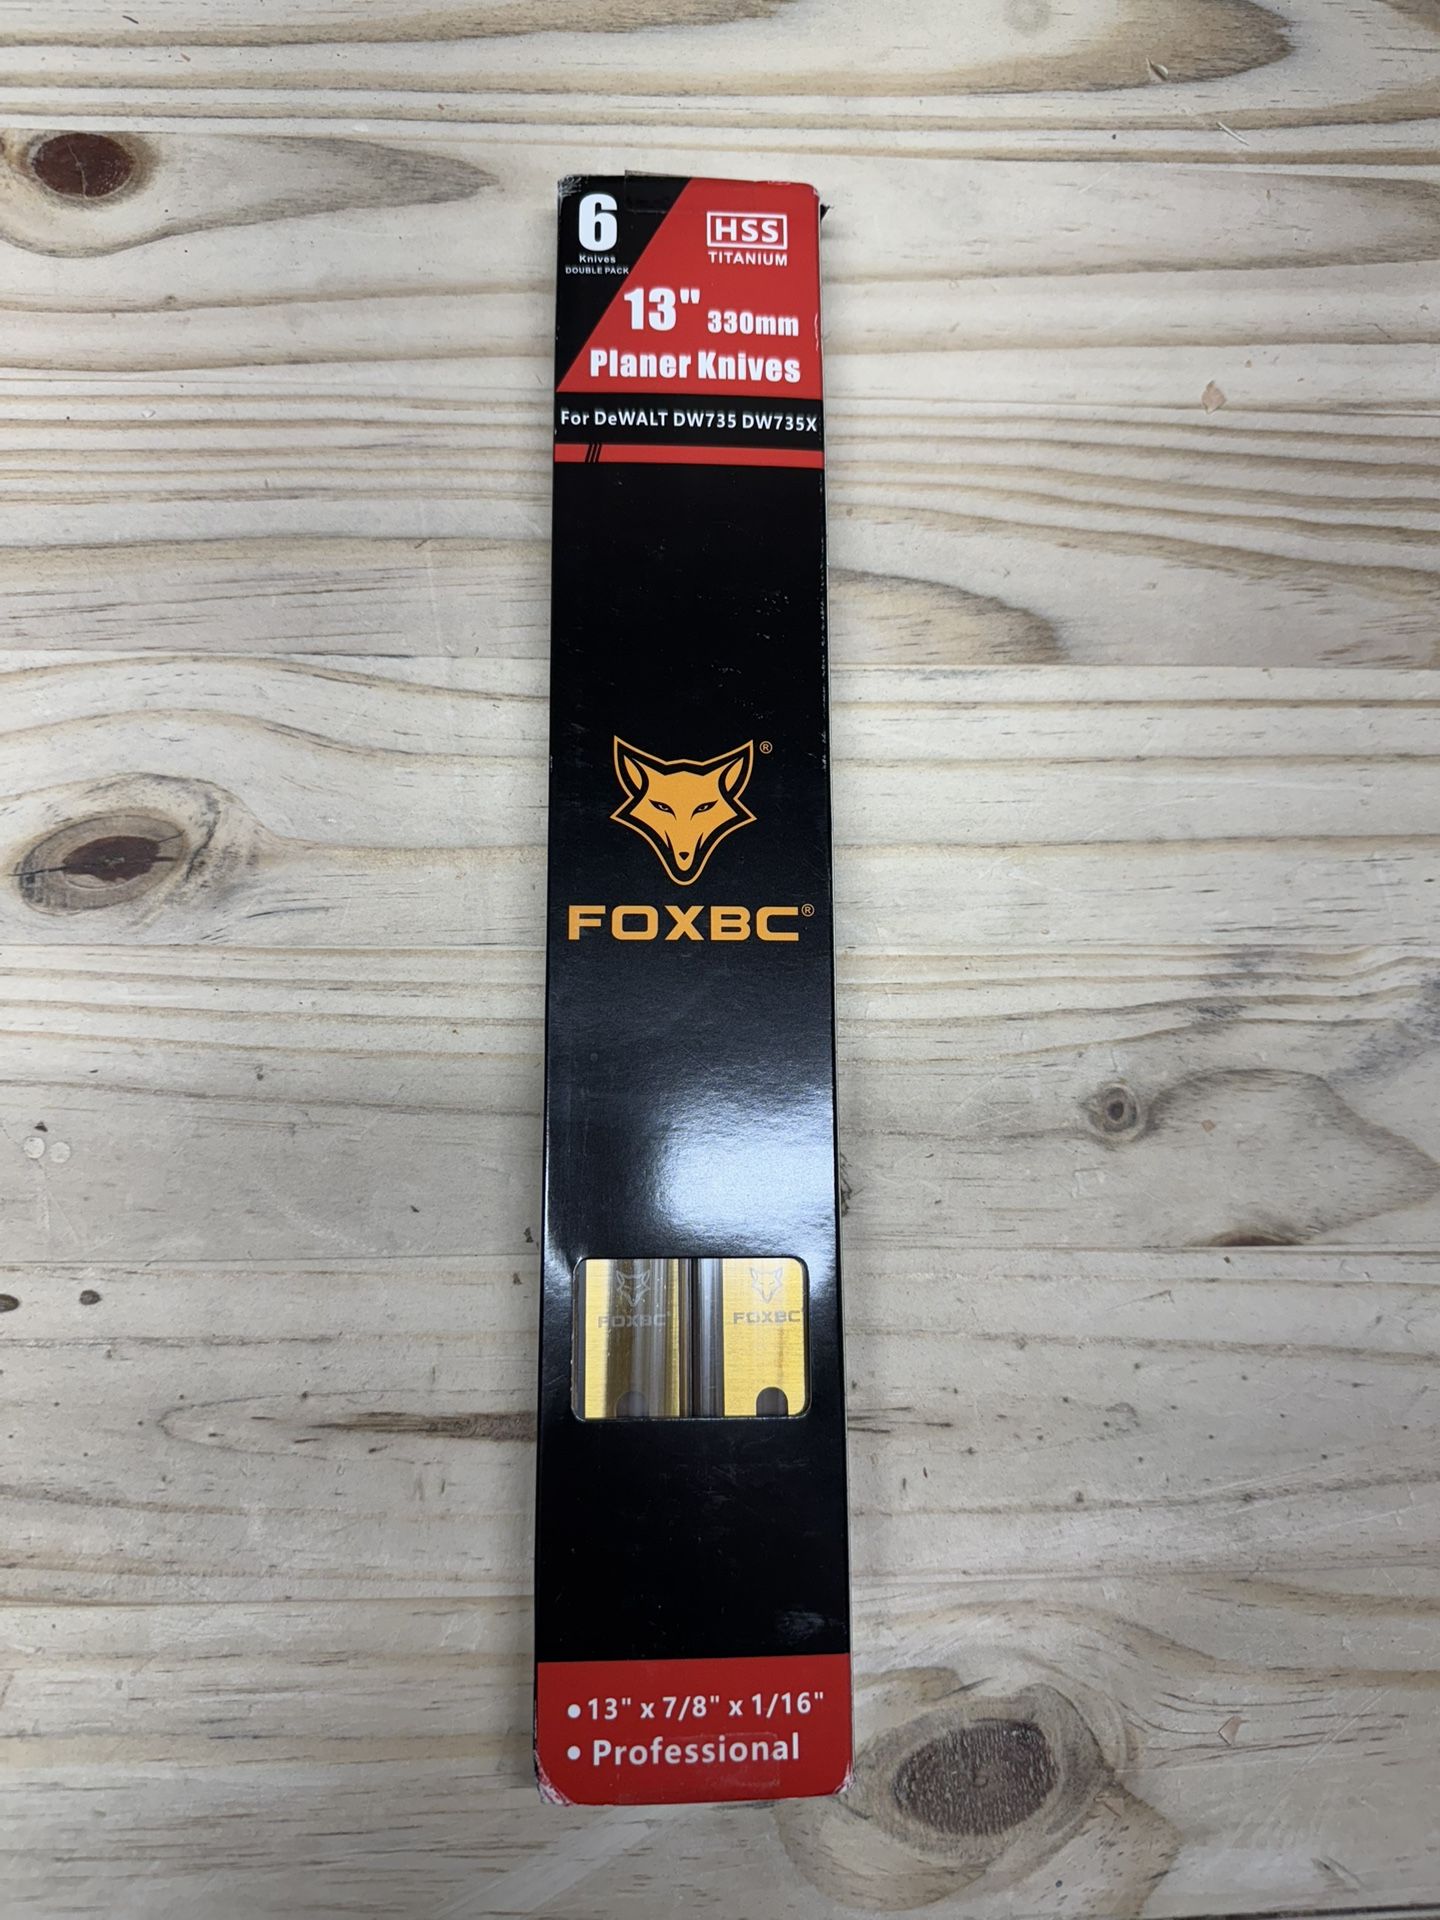 6
Knives
DOUBLE PACK
HSS
TITANIUM
13" 330mm
Planer Knives
For DeWALT DW735 DW735X
®
FOXBC®
FOXBC® FOXBC®
•13" x 7/8" x 1/16"
• Professional